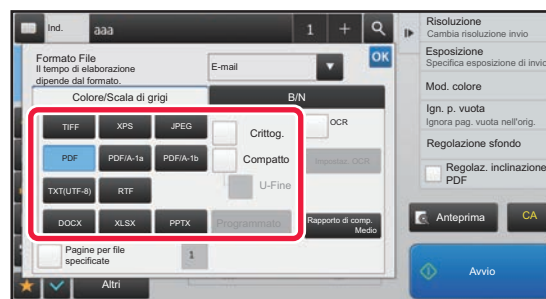 Ind.
aaa
1
+
Formato File
Il tempo di elaborazione
dipende dal formato.
E-mail
OK
Colore/Scala di grigi
B/N
TIFF
XPS
JPEG
Crittog.
OCR
PDF
PDF/A-1a
PDF/A-1b
Compatto
Impostaz. OCR
TXT(UTF-8)
RTF
U-Fine
DOCX
XLSX
PPTX
Programmato
Rapporto di comp.
Medio
Pagine per file
specificate
1
Altri
Risoluzione
Cambia risoluzione invio
Esposizione
Specifica esposizione di invio
Mod. colore
Ign. p. vuota
Ignora pag. vuota nell'orig.
Regolazione sfondo
Regolaz. inclinazione
PDF
Anteprima
CA
Avvio